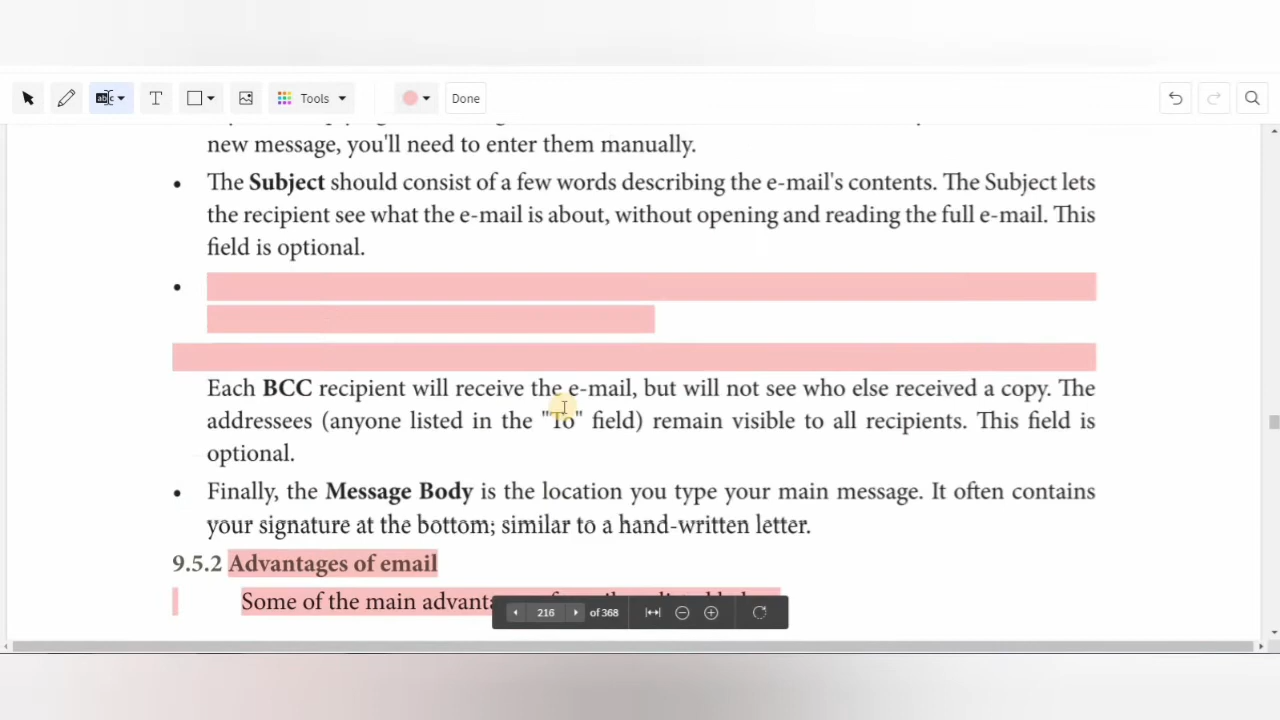 T Tools Done
new message, you'll need to enter them manually.
• The Subject should consist of a few words describing the e-mail's contents. The Subject lets
the recipient see what the e-mail is about, without opening and reading the full e-mail. This
field is optional.
•
Each BCC recipient will receive the e-mail, but will not see who else received a copy. The
addressees (anyone listed in the "To" field) remain visible to all recipients. This field is
optional.
• Finally, the Message Body is the location you type your main message. It often contains
your signature at the bottom; similar to a hand-written letter.
9.5.2 Advantages of email
Some of the main
216 of 368